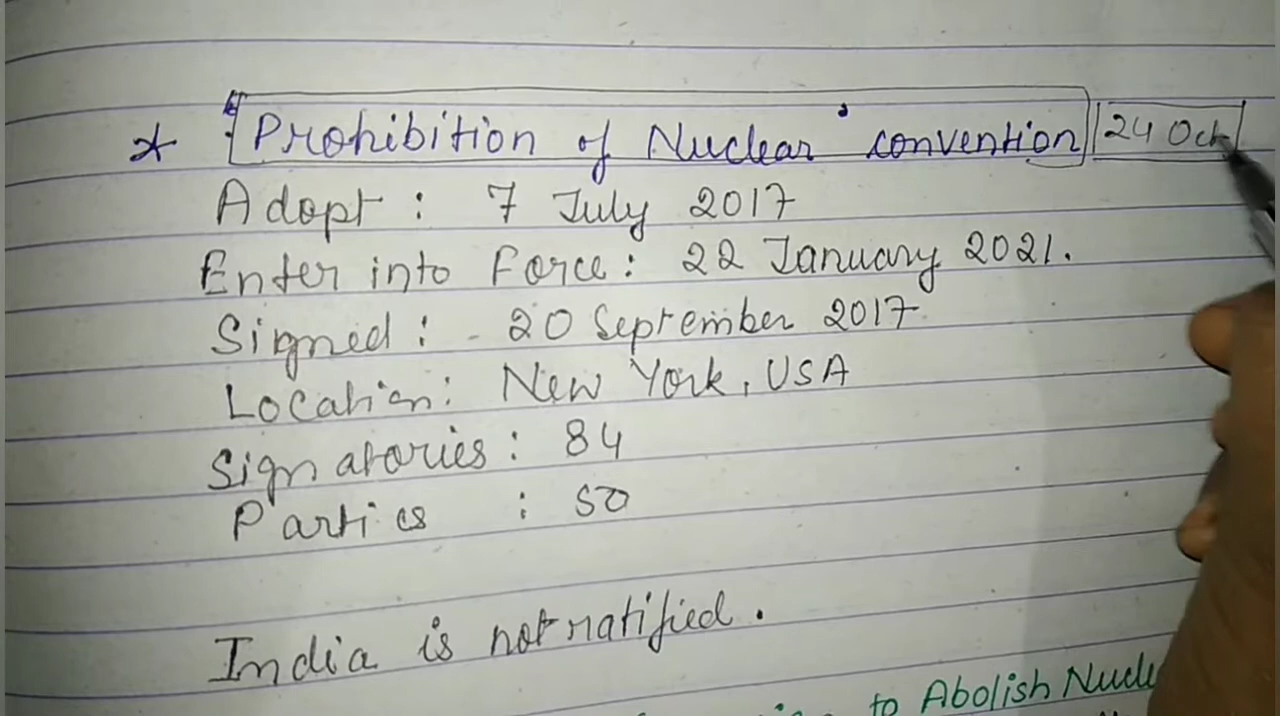 * Prohibition of Nuclear convention 24 Oct
Adopt : 7 July 2017
Enter into Force : 22 January 2021.
Signed : 20 September 2017
Location : New York, USA
Signatories : 84
Parties : 50
India is not ratified.
to Abolish Nucle